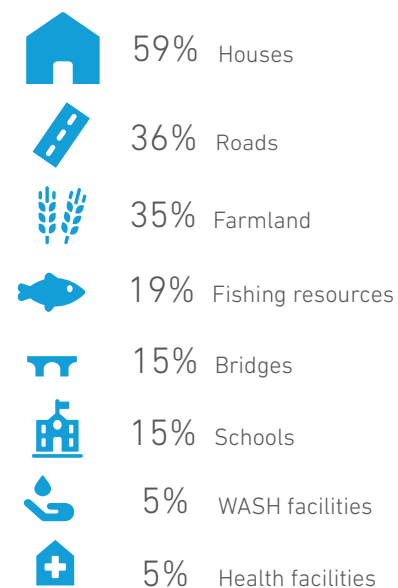 59% Houses
36% Roads
35% Farmland
19% Fishing resources
15% Bridges
15% Schools
5% WASH facilities
5% Health facilities